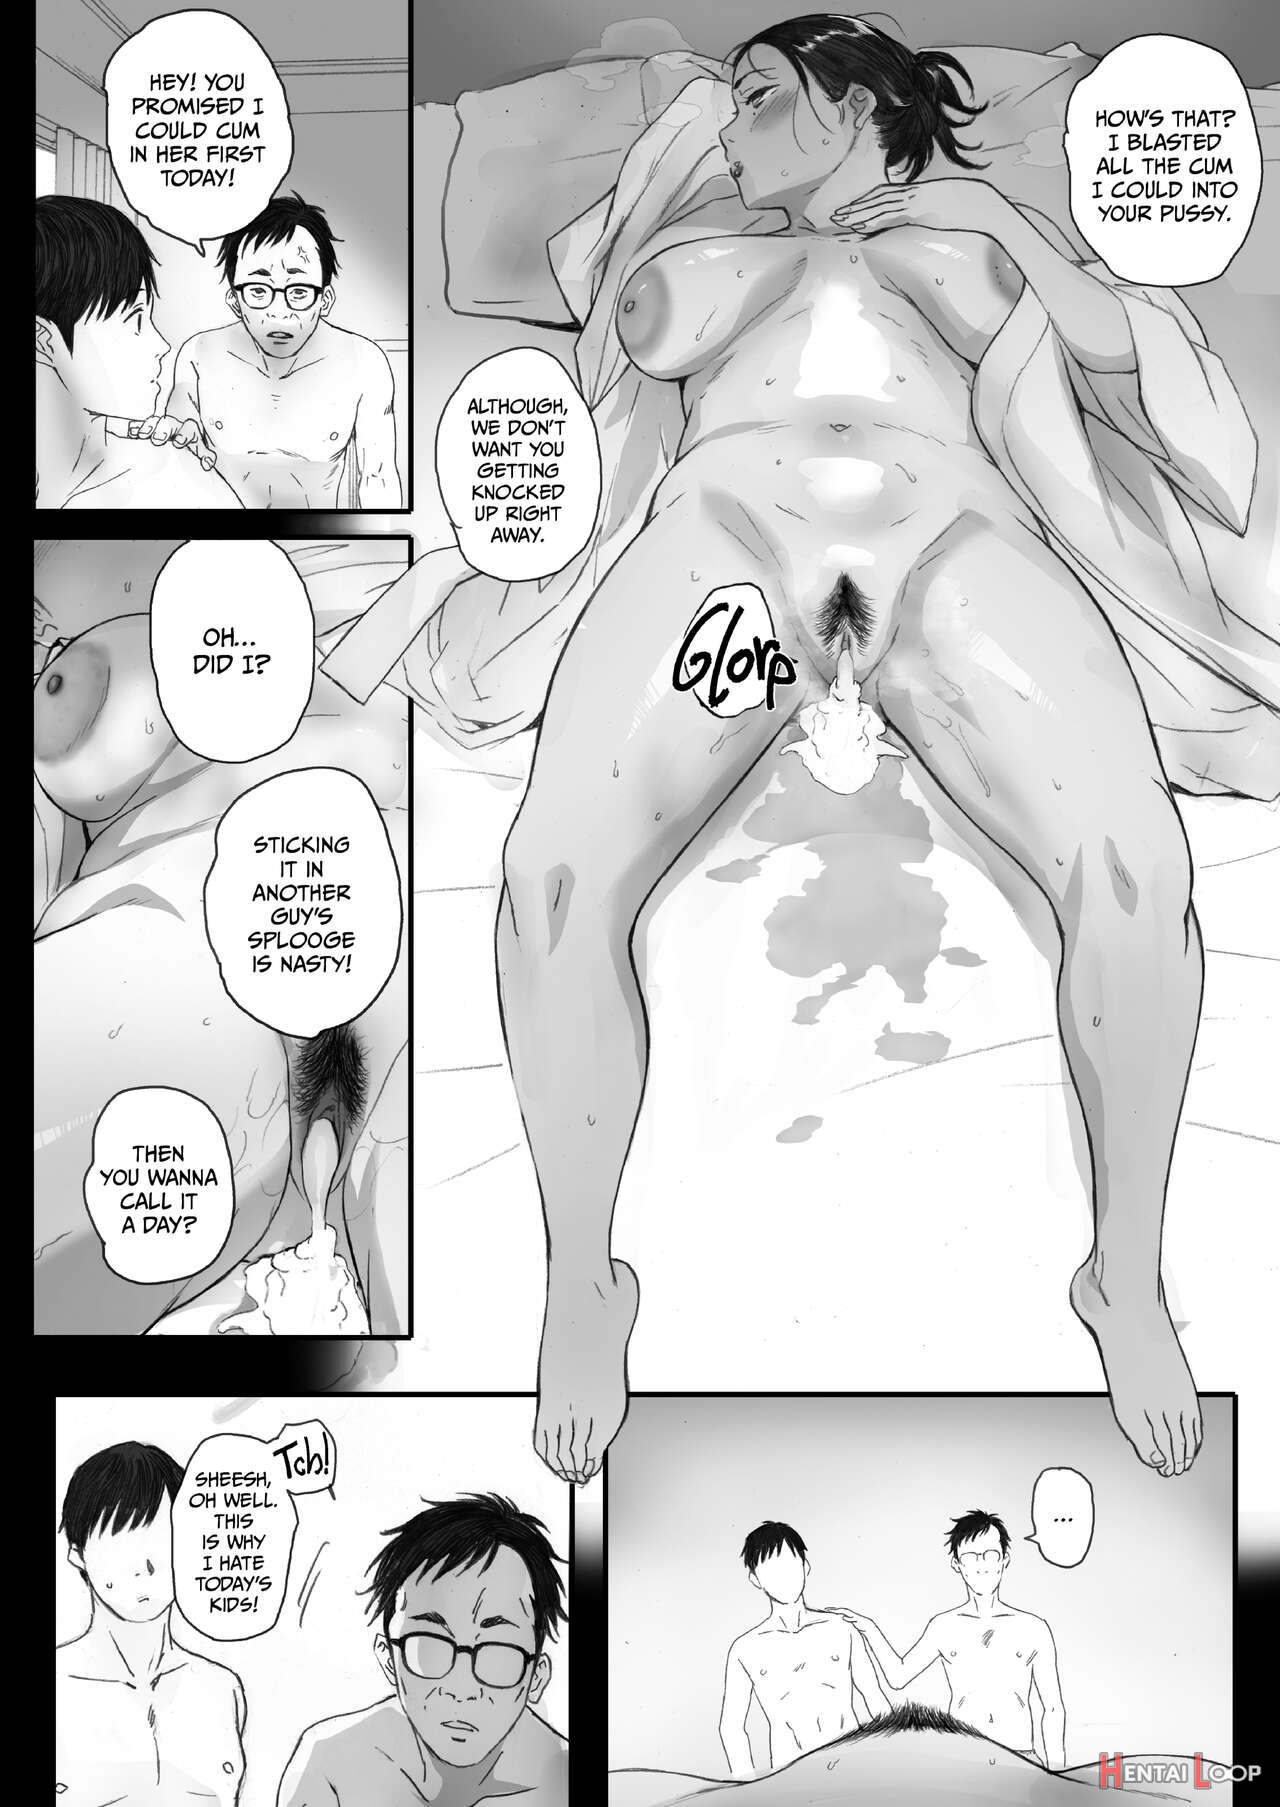 HEY! YOU
PROMISED I
COULD CUM
IN HER FIRST
TODAY!
HOW'S THAT?
I BLASTED
ALL THE CUM
I COULD INTO
YOUR PUSSY.
ALTHOUGH,
WE DON'T
WANT YOU
GETTING
KNOCKED
UP RIGHT
AWAY.
Glorp
OH...
DID I?
STICKING
IT IN
ANOTHER
GUY'S
SPLOOGE
IS NASTY!
THEN
YOU WANNA
CALL IT
A DAY?
Tch!
SHEESH,
OH WELL.
THIS
IS WHY
I HATE
TODAY'S
KIDS!
...
HENTAI LOOP